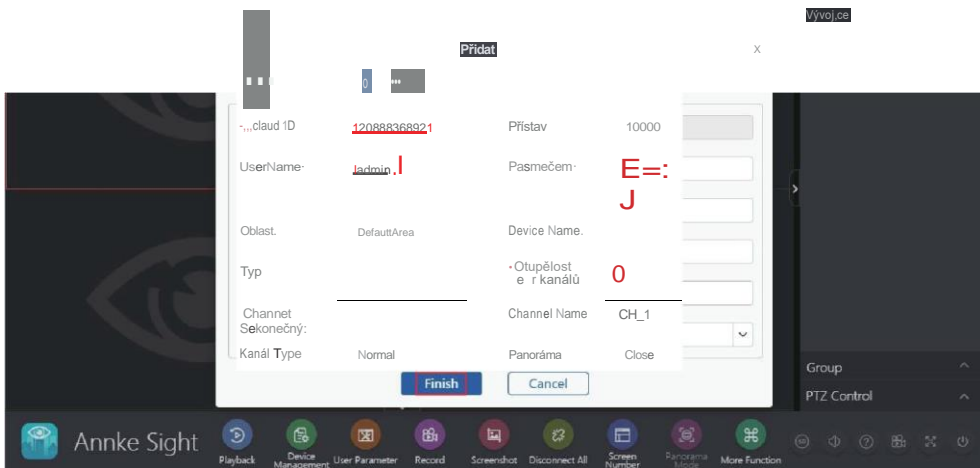 Vývoj,ce
Přidat X
0 •••
-,,,claud 1D 120888368921 Přístav 10000
UserName· Iadmin.I Pasmečem· E=:
J
Oblast. DefauttArea Device Name.
Typ •Otupělost 0
e r kanálů
Channet Channel Name CH_1
Sekonečný:
Kanál Type Normal Panoráma Close
Finish Cancel
Group
PTZ Control
Annke Sight
Playback Device Management User Parameter Record Screenshot Disconnect All Screen Number Panorama Mode More Function